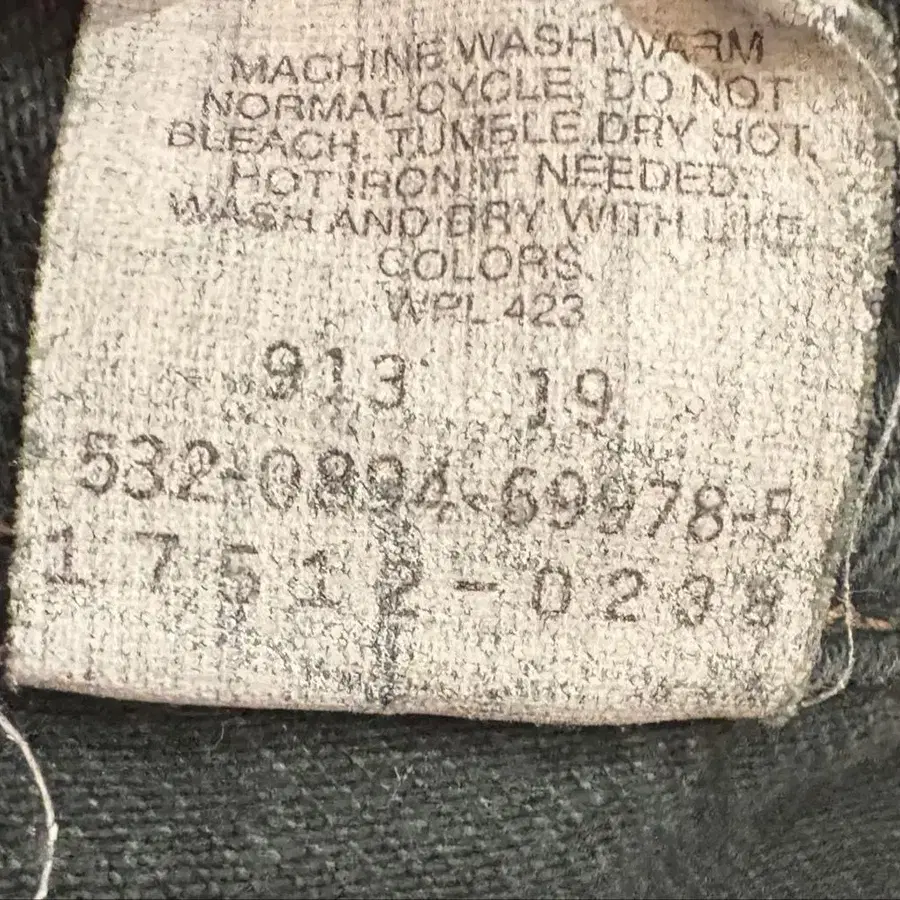 MACHINE WASH WARM
NORMAL CYCLE. DO NOT
BLEACH. TUMBLE DRY HOT.
HOT IRON IF NEEDED.
WASH AND DRY WITH LIKE
COLORS.
WPL 423
913 19
532-0894-69978-5
17512-0238